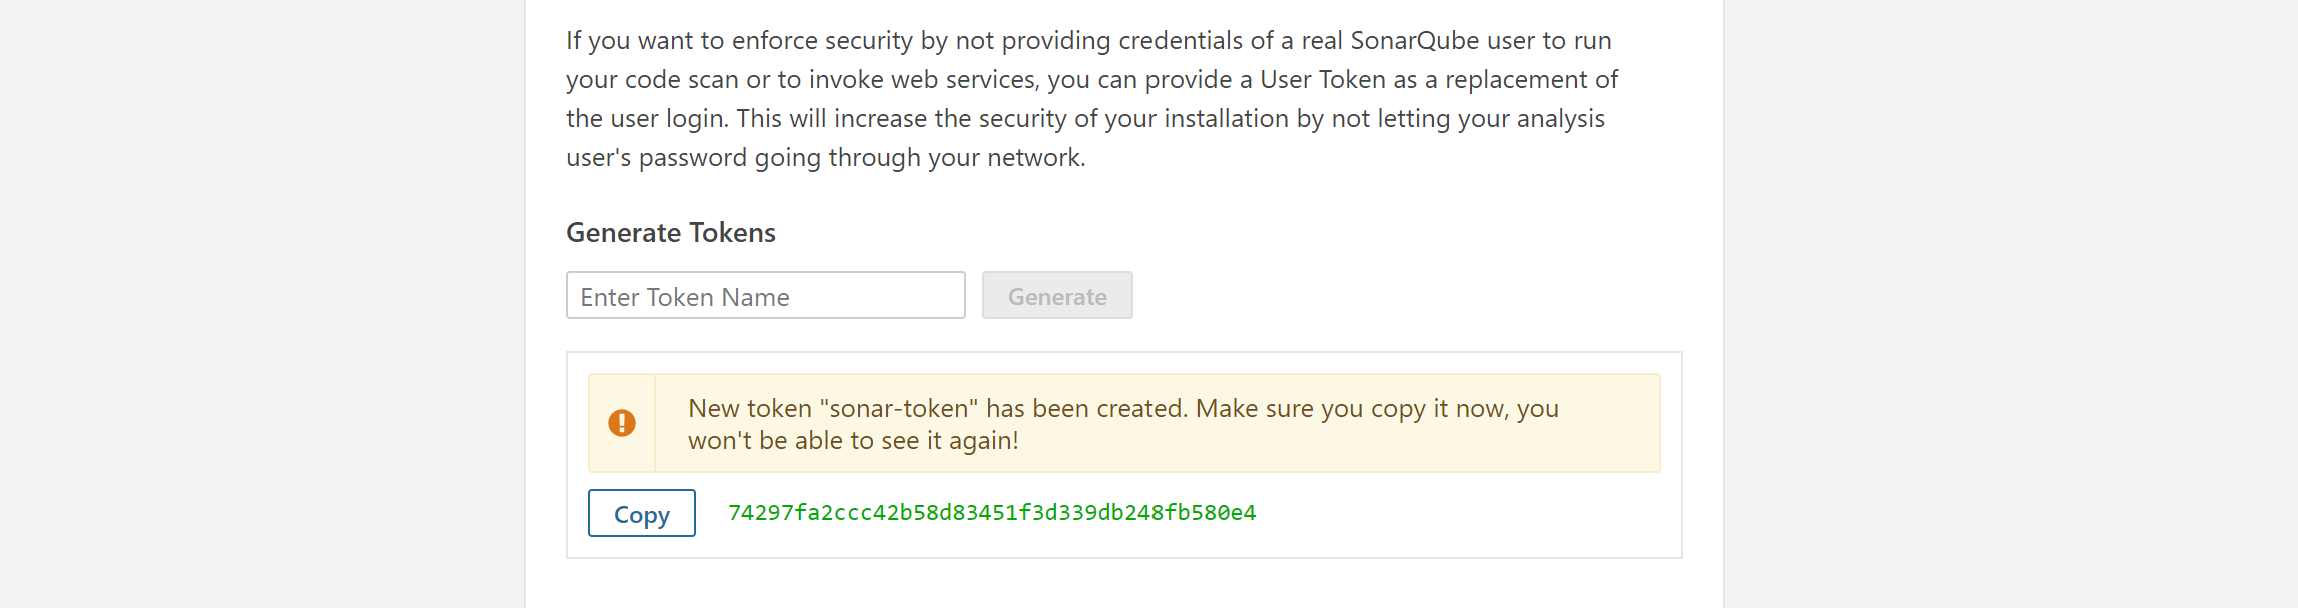 If you want to enforce security by not providing credentials of a real SonarQube user to run
your code scan or to invoke web services, you can provide a User Token as a replacement of
the user login. This will increase the security of your installation by not letting your analysis
user's password going through your network.
Generate Tokens
Enter Token Name
Generate
New token "sonar-token" has been created. Make sure you copy it now, you
won't be able to see it again!
Copy
74297fa2ccc42b58d83451f3d339db248fb580e4